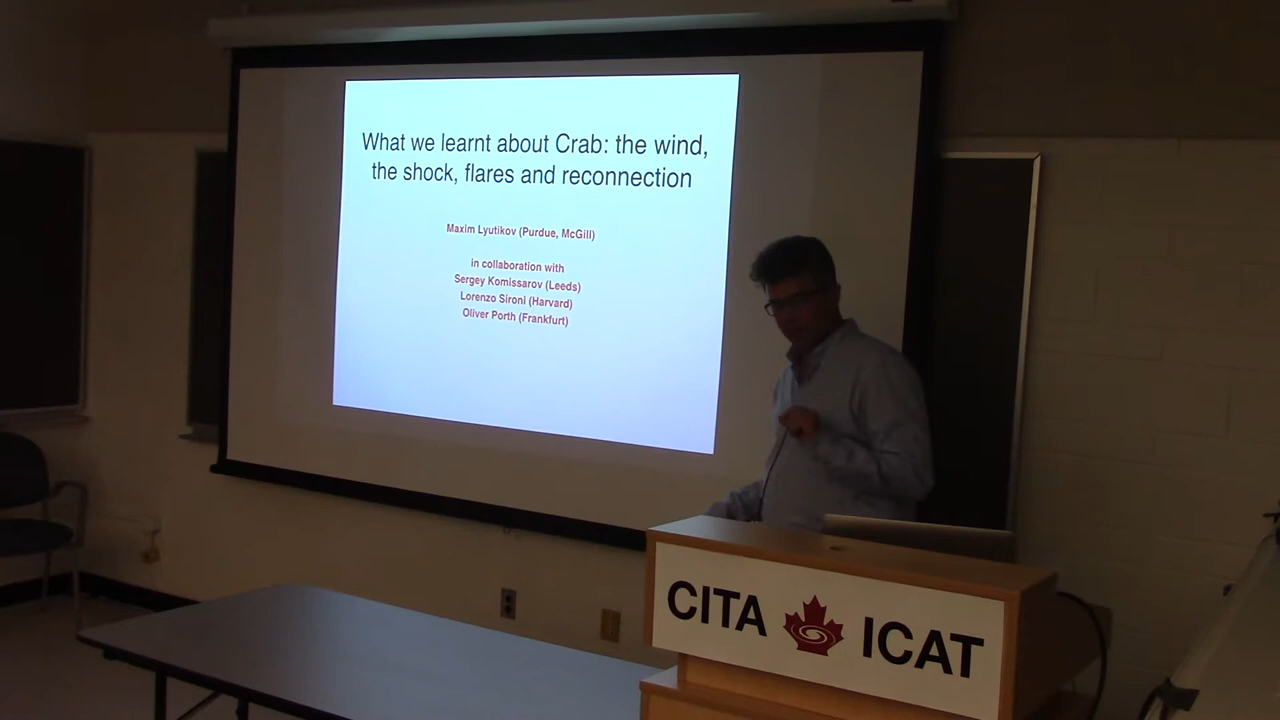 What we learnt about Crab: the wind,
the shock, flares and reconnection
Maxim Lyutikov (Purdue, McGill)
in collaboration with
Sergey Komissarov (Leeds)
Lorenzo Sironi (Harvard)
Oliver Porth (Frankfurt)
CITA ICAT